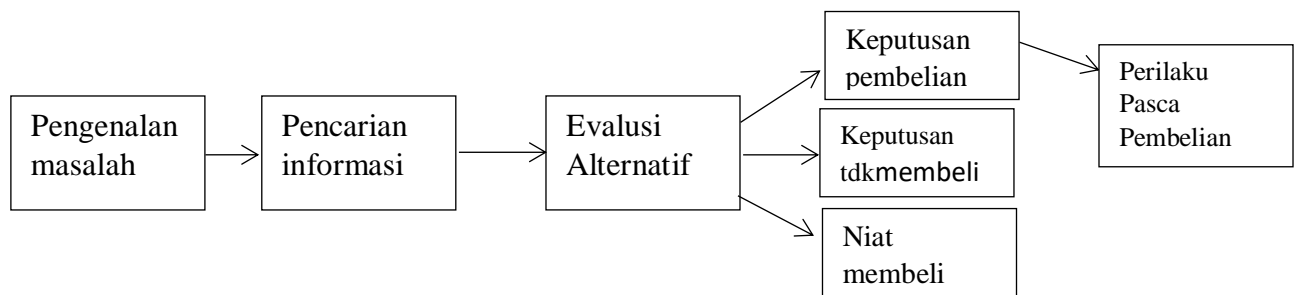 Pengenalan
masalah
Pencarian
informasi
Evalusi
Alternatif
Keputusan
pembelian
Keputusan
tdkmembeli
Niat
membeli
Perilaku
Pasca
Pembelian